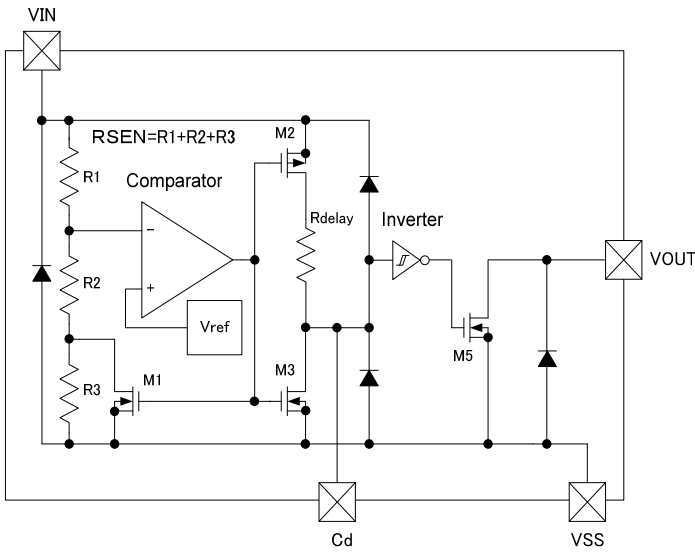 VIN
RSEN=R1+R2+R3
M2
R1
Comparator
Rdelay
Inverter
−
VOUT
R2
+
Vref
M5
M1
M3
R3
Cd
VSS